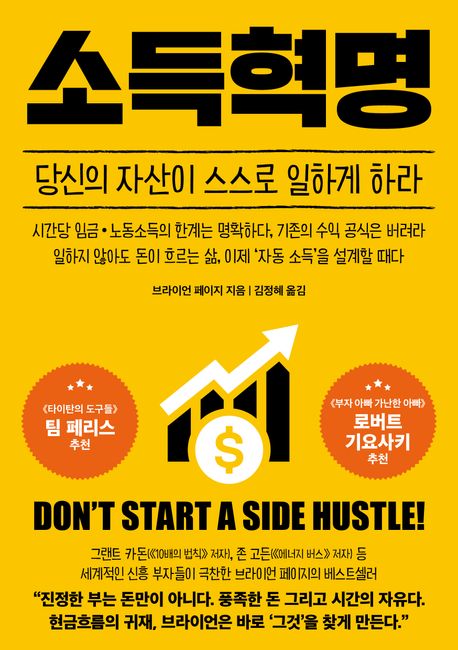 소득혁명
당신의 자산이 스스로 일하게 하라
시간당 임금•노동소득의 한계는 명확하다, 기존의 수익 공식은 버려라
일하지 않아도 돈이 흐르는 삶, 이제 ‘자동 소득’을 설계할 때다
브라이언 페이지 지음 | 김정혜 옮김
《타이탄의 도구들》
팀 페리스
추천
《부자 아빠 가난한 아빠》
로버트
기요사키
추천
$
DON’T START A SIDE HUSTLE!
그랜트 카돈(《10배의 법칙》 저자), 존 고든(《에너지 버스》 저자) 등
세계적인 신흥 부자들이 극찬한 브라이언 페이지의 베스트셀러
“진정한 부는 돈만이 아니다. 풍족한 돈 그리고 시간의 자유다.
현금흐름의 귀재, 브라이언은 바로 ‘그것’을 찾게 만든다.”